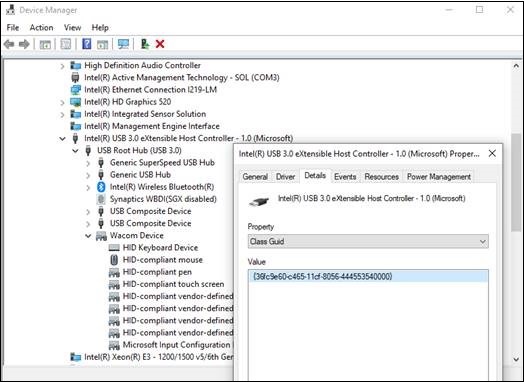 Device Manager
File Action View Help
High Definition Audio Controller
Intel(R) Active Management Technology - SOL (COM3)
Intel(R) Ethernet Connection I219-LM
Intel(R) HD Graphics 520
Intel(R) Integrated Sensor Solution
Intel(R) Management Engine Interface
Intel(R) USB 3.0 eXtensible Host Controller - 1.0 (Microsoft)
USB Root Hub (USB 3.0)
Generic SuperSpeed USB Hub
Generic USB Hub
Intel(R) Wireless Bluetooth(R)
Synaptics WBDI(SGX disabled)
USB Composite Device
USB Composite Device
Wacom Device
HID Keyboard Device
HID-compliant mouse
HID-compliant pen
HID-compliant touch screen
HID-compliant vendor-defined
HID-compliant vendor-defined
HID-compliant vendor-defined
HID-compliant vendor-defined
Microsoft Input Configuration
Intel(R) Xeon(R) E3 - 1200/1500 v5/6th Gen
Intel(R) USB 3.0 eXtensible Host Controller - 1.0 (Microsoft) Proper...
General Driver Details Events Resources Power Management
Intel(R) USB 3.0 eXtensible Host Controller - 1.0 (Microsoft)
Property
Class Guid
Value
{36fc9e60-c465-11cf-8056-444553540000}